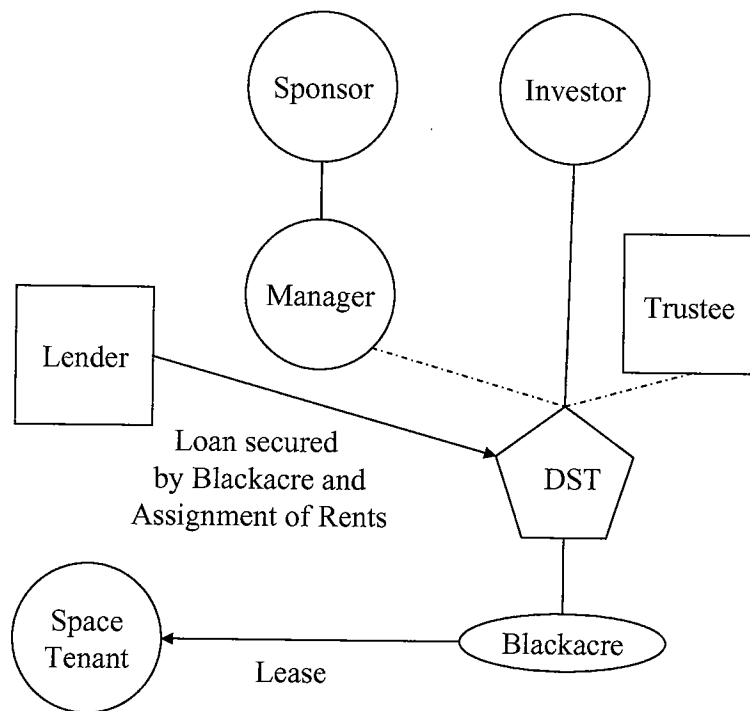 Sponsor
Investor
Manager
Trustee
Lender
Loan secured
by Blackacre and
Assignment of Rents
DST
Space
Tenant
Blackacre
Lease